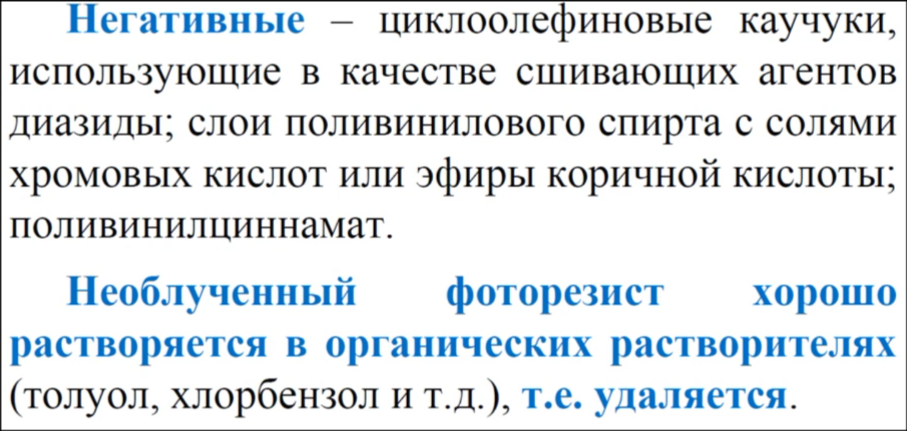 Негативные – циклоолефиновые каучуки,
использующие в качестве сшивающих агентов
диазиды; слои поливинилового спирта с солями
хромовых кислот или эфиры коричной кислоты;
поливинилциннамат.
Необлученный фоторезист хорошо
растворяется в органических растворителях
(толуол, хлорбензол и т.д.), т.е. удаляется.